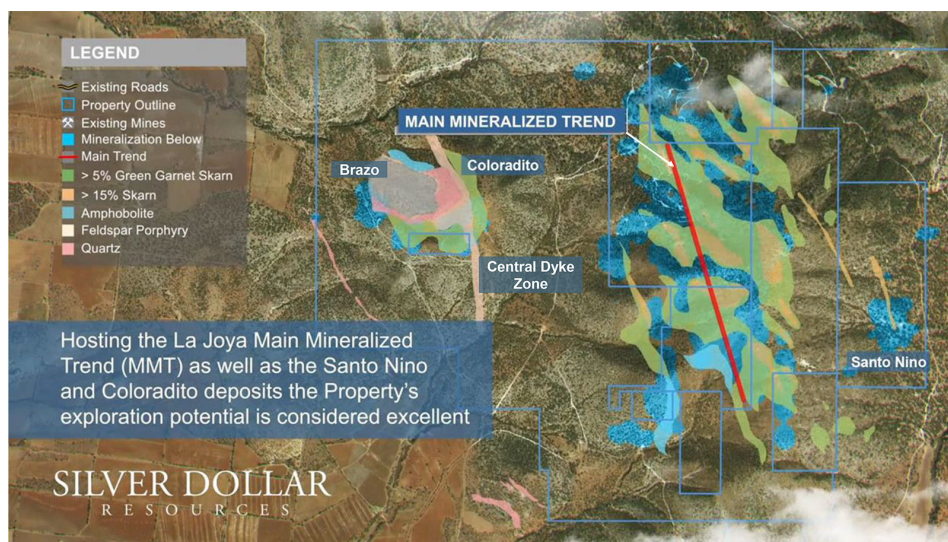 LEGEND
Existing Roads
Property Outline
Existing Mines
Mineralization Below
Main Trend
> 5% Green Garnet Skarn
> 15% Skarn
Amphobolite
Feldspar Porphyry
Quartz
MAIN MINERALIZED TREND
Brazo
Coloradito
Central Dyke
Zone
Santo Nino
Hosting the La Joya Main Mineralized
Trend (MMT) as well as the Santo Nino
and Coloradito deposits the Property's
exploration potential is considered excellent
SILVER DOLLAR
RESOURCES